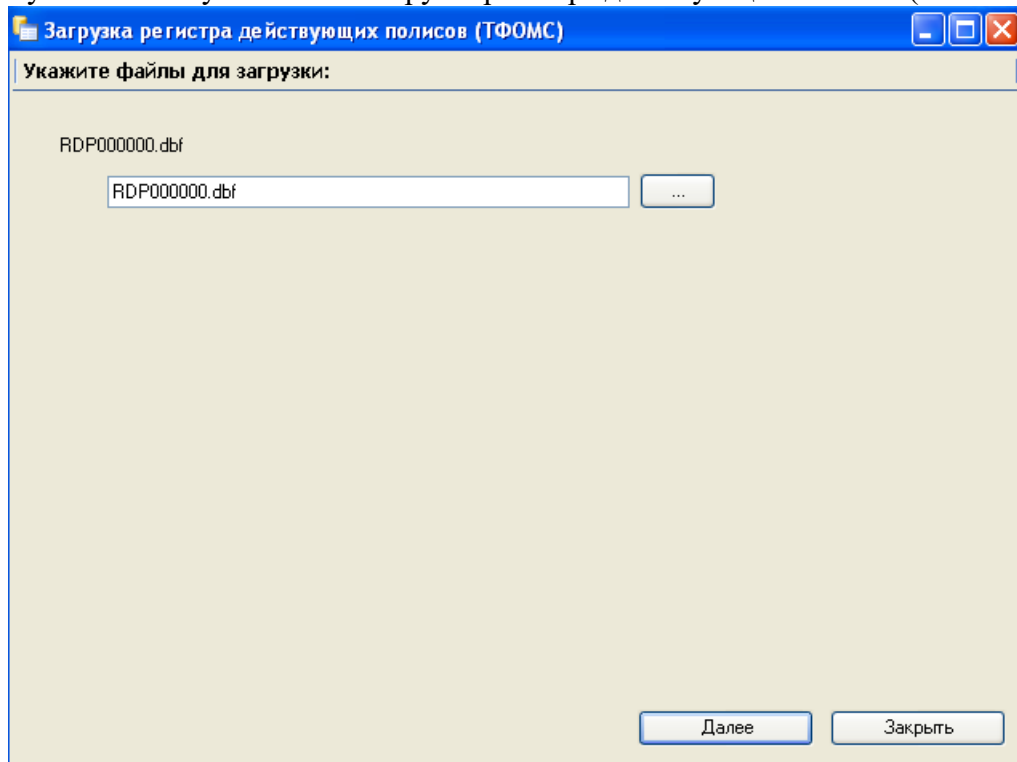 Загрузка регистра действующих полисов (ТФОМС)
Укажите файлы для загрузки:
RDP000000.dbf
RDP000000.dbf
...
Далее
Закрыть